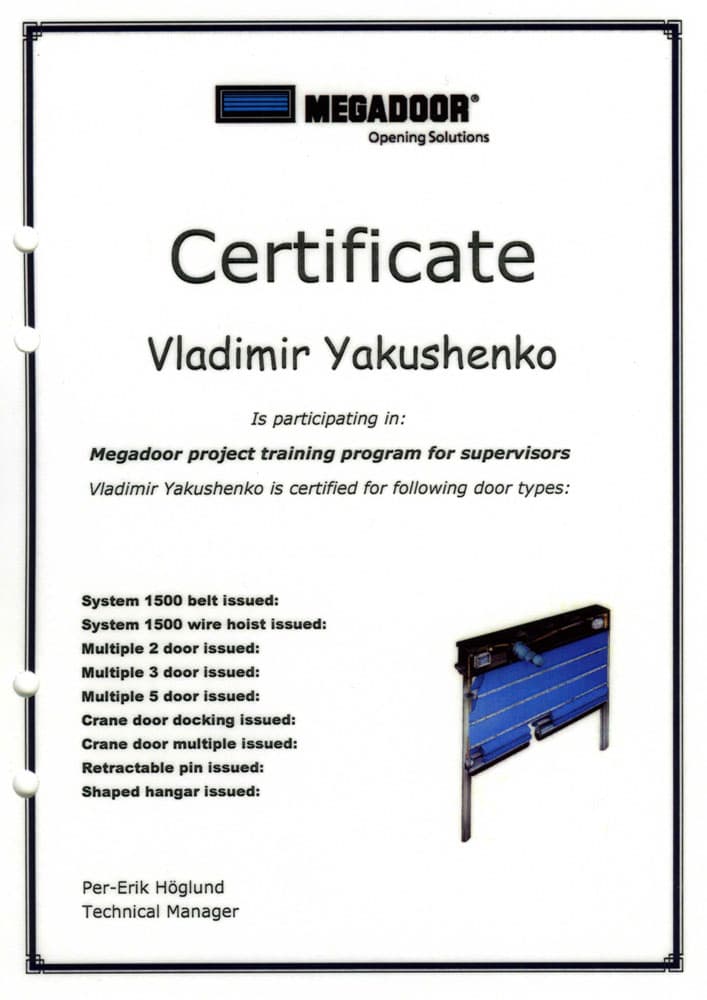 MEGADOOR®
Opening Solutions
Certificate
Vladimir Yakushenko
Is participating in:
Megadoor project training program for supervisors
Vladimir Yakushenko is certified for following door types:
System 1500 belt issued:
System 1500 wire hoist issued:
Multiple 2 door issued:
Multiple 3 door issued:
Multiple 5 door issued:
Crane door docking issued:
Crane door multiple issued:
Retractable pin issued:
Shaped hangar issued:
Per-Erik Höglund
Technical Manager